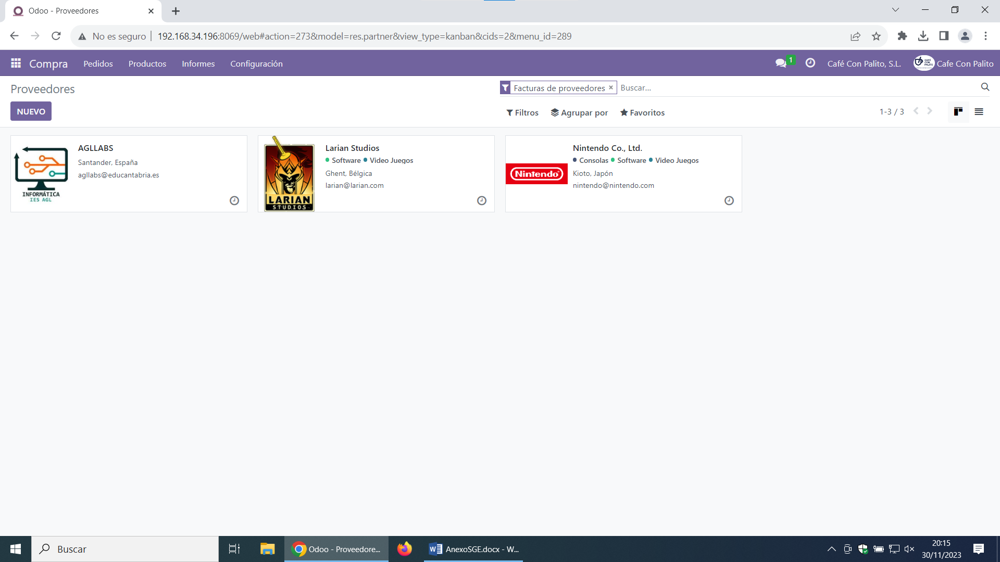 Odoo - Proveedores
No es seguro 192.168.34.196:8069/web#action=273&model=res.partner&view_type=kanban&cids=2&menu_id=289
Compra Pedidos Productos Informes Configuración 1 Café Con Palito, S.L. Cafe Con Palito
Proveedores
Facturas de proveedores × Buscar...
NUEVO
Filtros Agrupar por Favoritos 1-3 / 3
AGLLABS
Santander, España
agllabs@educantabria.es
INFORMÁTICA
IES AGL
Larian Studios
Software Video Juegos
Ghent, Bélgica
larian@larian.com
LARIAN
STUDIOS
Nintendo Co., Ltd.
Consolas Software Video Juegos
Kioto, Japón
nintendo@nintendo.com
Nintendo
Buscar
Odoo - Proveedore...
AnexoSGE.docx - W...
20:15
30/11/2023